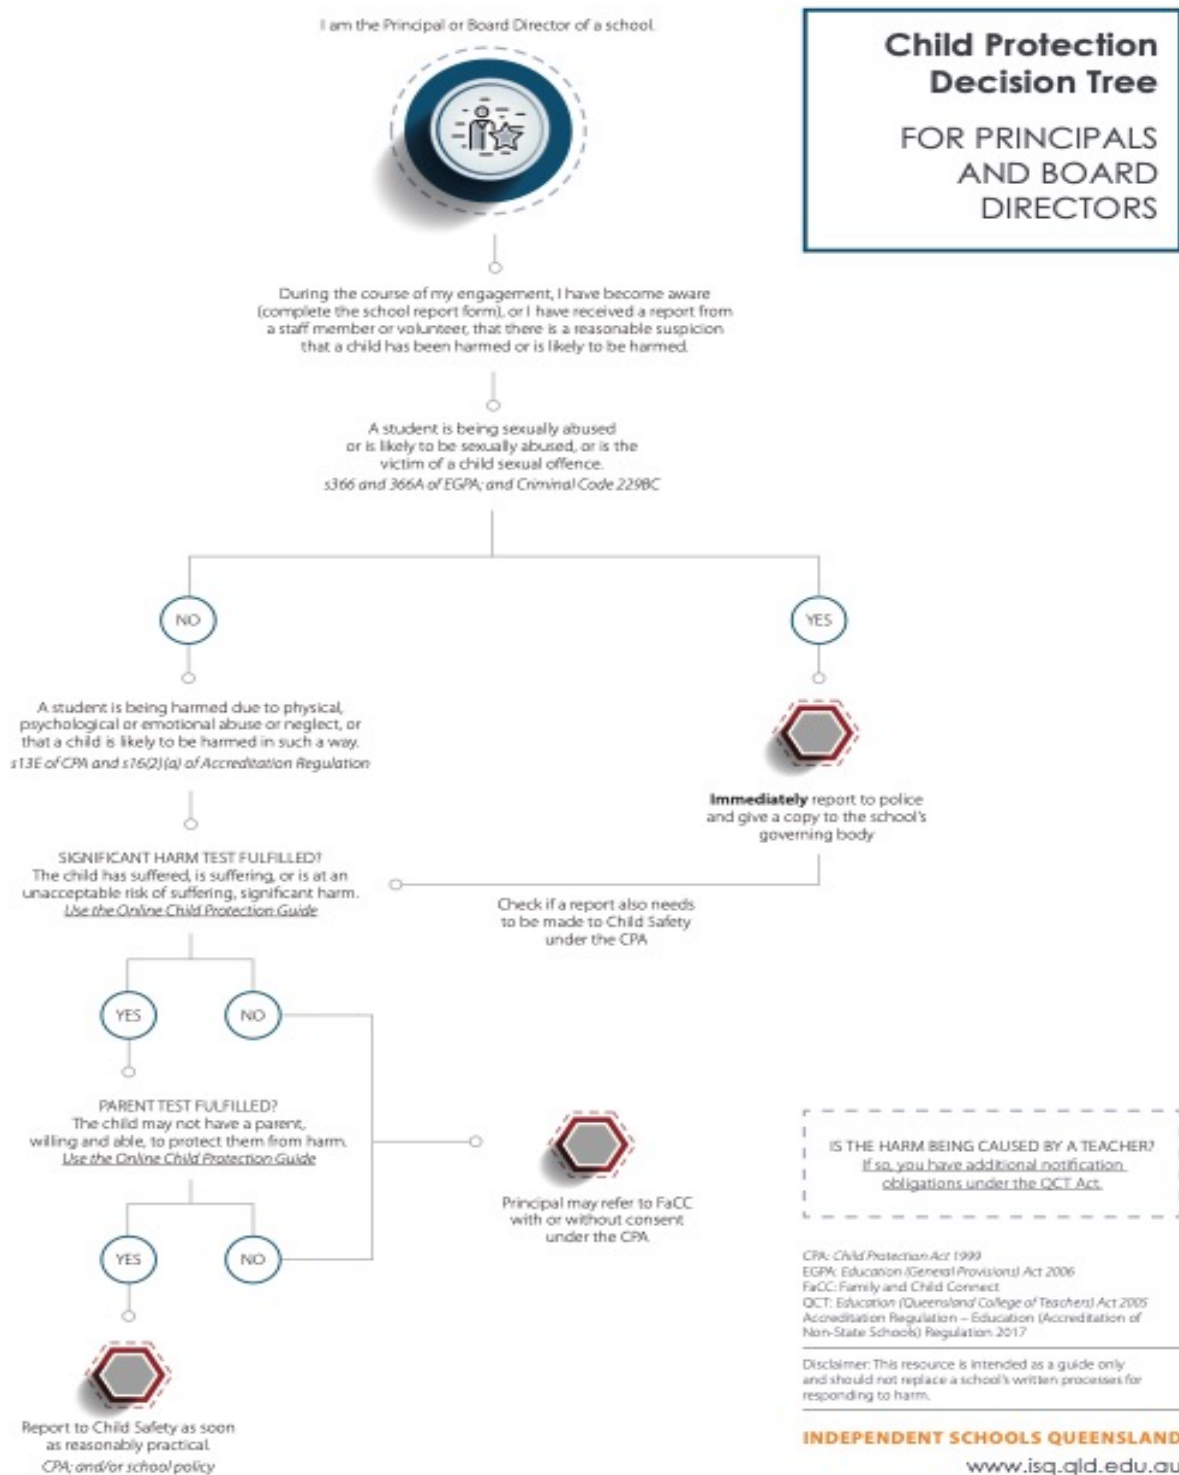 I am the Principal or Board Director of a school.
Child Protection
Decision Tree
FOR PRINCIPALS
AND BOARD
DIRECTORS
During the course of my engagement, I have become aware
(complete the school report form), or I have received a report from
a staff member or volunteer, that there is a reasonable suspicion
that a child has been harmed or is likely to be harmed.
A student is being sexually abused
or is likely to be sexually abused, or is the
victim of a child sexual offence.
s366 and 366A of EGPA; and Criminal Code 229BC
NO
YES
A student is being harmed due to physical,
psychological or emotional abuse or neglect, or
that a child is likely to be harmed in such a way.
s13E of CPA and s16(2)(a) of Accreditation Regulation
Immediately report to police
and give a copy to the school's
governing body
SIGNIFICANT HARM TEST FULFILLED?
The child has suffered, is suffering, or is at an
unacceptable risk of suffering, significant harm.
Use the Online Child Protection Guide
Check if a report also needs
to be made to Child Safety
under the CPA
YES
NO
PARENT TEST FULFILLED?
The child may not have a parent,
willing and able, to protect them from harm.
Use the Online Child Protection Guide
Principal may refer to FaCC
with or without consent
under the CPA
YES
NO
Report to Child Safety as soon
as reasonably practical.
CPA; and/or school policy
IS THE HARM BEING CAUSED BY A TEACHER?
If so, you have additional notification
obligations under the QCT Act.
CPA: Child Protection Act 1999
EGPA: Education (General Provisions) Act 2006
FaCC: Family and Child Connect
QCT: Education (Queensland College of Teachers) Act 2005
Accreditation Regulation – Education (Accreditation of
Non-State Schools) Regulation 2017
Disclaimer: This resource is intended as a guide only
and should not replace a school's written processes for
responding to harm.
INDEPENDENT SCHOOLS QUEENSLAND
www.isq.qld.edu.au